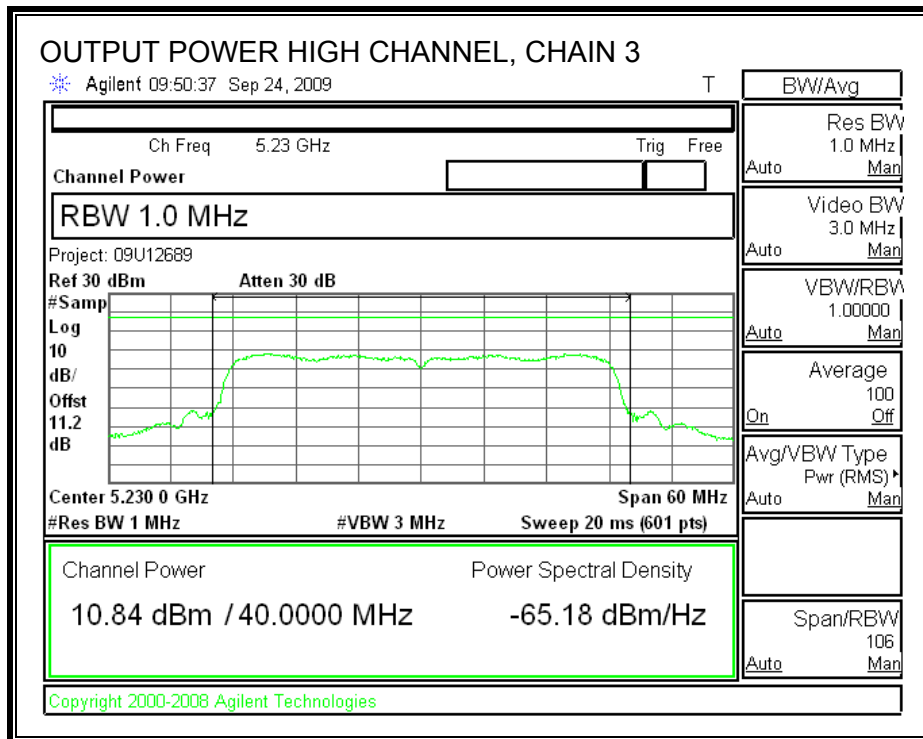 OUTPUT POWER HIGH CHANNEL, CHAIN 3
Agilent 09:50:37 Sep 24, 2009 T
Ch Freq 5.23 GHz Trig Free
Channel Power
RBW 1.0 MHz
Project: 09U12689
Ref 30 dBm Atten 30 dB
#Samp
Log
10
dB/
Offst
11.2
dB
Center 5.230 0 GHz Span 60 MHz
#Res BW 1 MHz #VBW 3 MHz Sweep 20 ms (601 pts)
Channel Power Power Spectral Density
10.84 dBm / 40.0000 MHz -65.18 dBm/Hz
Copyright 2000-2008 Agilent Technologies
BW/Avg
Res BW
1.0 MHz
Auto Man
Video BW
3.0 MHz
Auto Man
VBW/RBW
1.00000
Auto Man
Average
100
On Off
Avg/VBW Type
Pwr (RMS)
Auto Man
Span/RBW
106
Auto Man